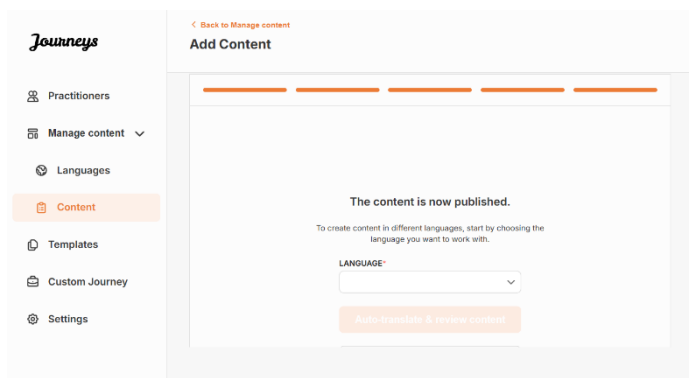 Journeys
Practitioners
Manage content
Languages
Content
Templates
Custom Journey
Settings
Back to Manage content
Add Content
The content is now published.
To create content in different languages, start by choosing the
language you want to work with.
LANGUAGE*
Auto-translate & review content